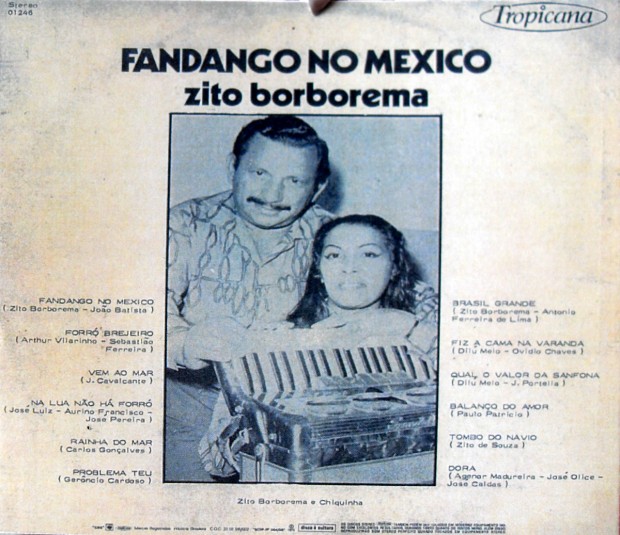 Stereo
01246
Tropicana
FANDANGO NO MEXICO
zito borborema
FANDANGO NO MEXICO
( Zito Borborema - João Batista )
FORRÓ BREJEIRO
( Arthur Vilarinho - Sebastião
Ferreira )
VEM AO MAR
( J. Cavalcante )
NA LUA NÃO HÁ FORRÓ
( José Luiz - Aurino Francisco -
José Pereira )
RAINHA DO MAR
( Carlos Gonçalves )
PROBLEMA TEU
( Gerôncio Cardoso )
BRASIL GRANDE
( Zito Borborema - Antonio
Ferreira de Lima )
FIZ A CAMA NA VARANDA
( Dilu Melo - Ovidio Chaves )
QUAL O VALOR DA SANFONA
( Dilu Melo - J. Portella )
BALANÇO DO AMOR
( Paulo Patricio )
TOMBO DO NAVIO
( Zito de Souza )
DORA
( Agenor Madureira - José Olice -
José Caldas )
Zito Borborema e Chiquinha
disco é cultura